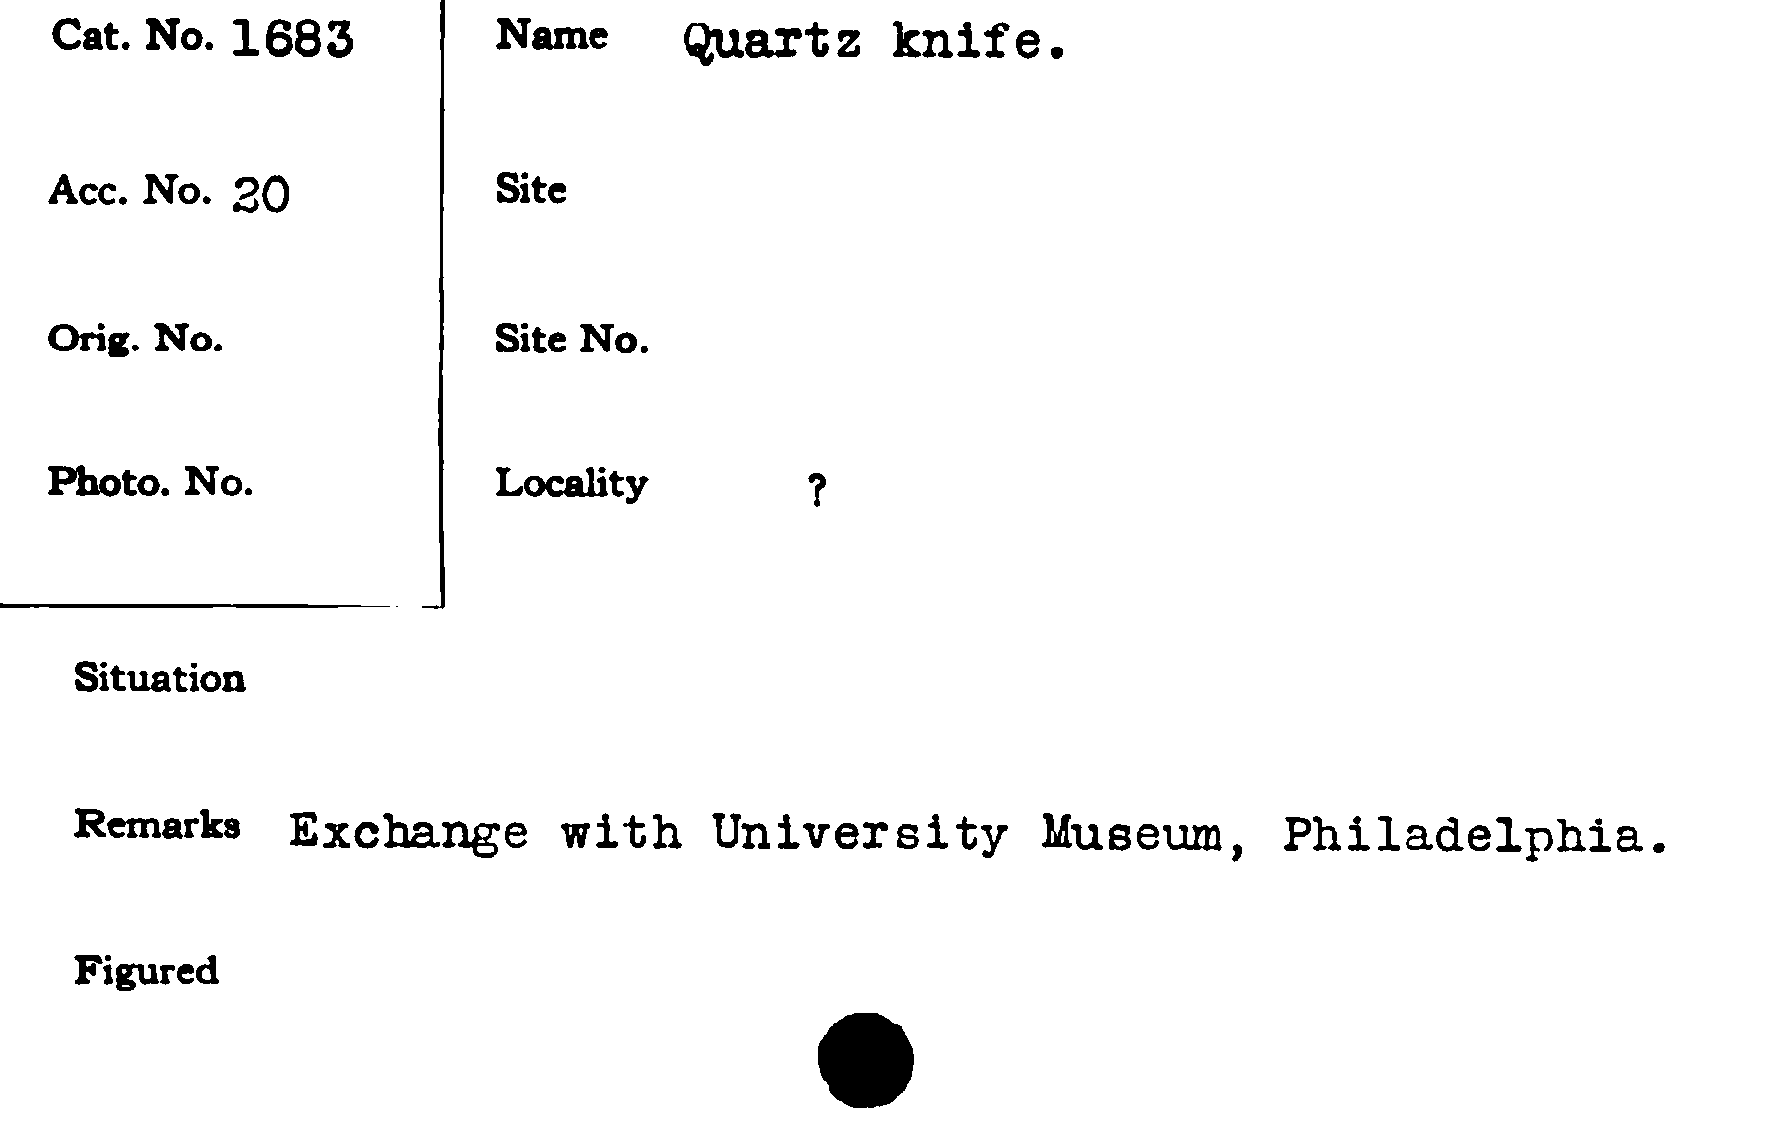 Cat. No. 1683
Name Quartz knife.
Acc. No. 20
Site
Orig. No.
Site No.
Photo. No.
Locality ?
Situation
Remarks Exchange with University Museum, Philadelphia.
Figured